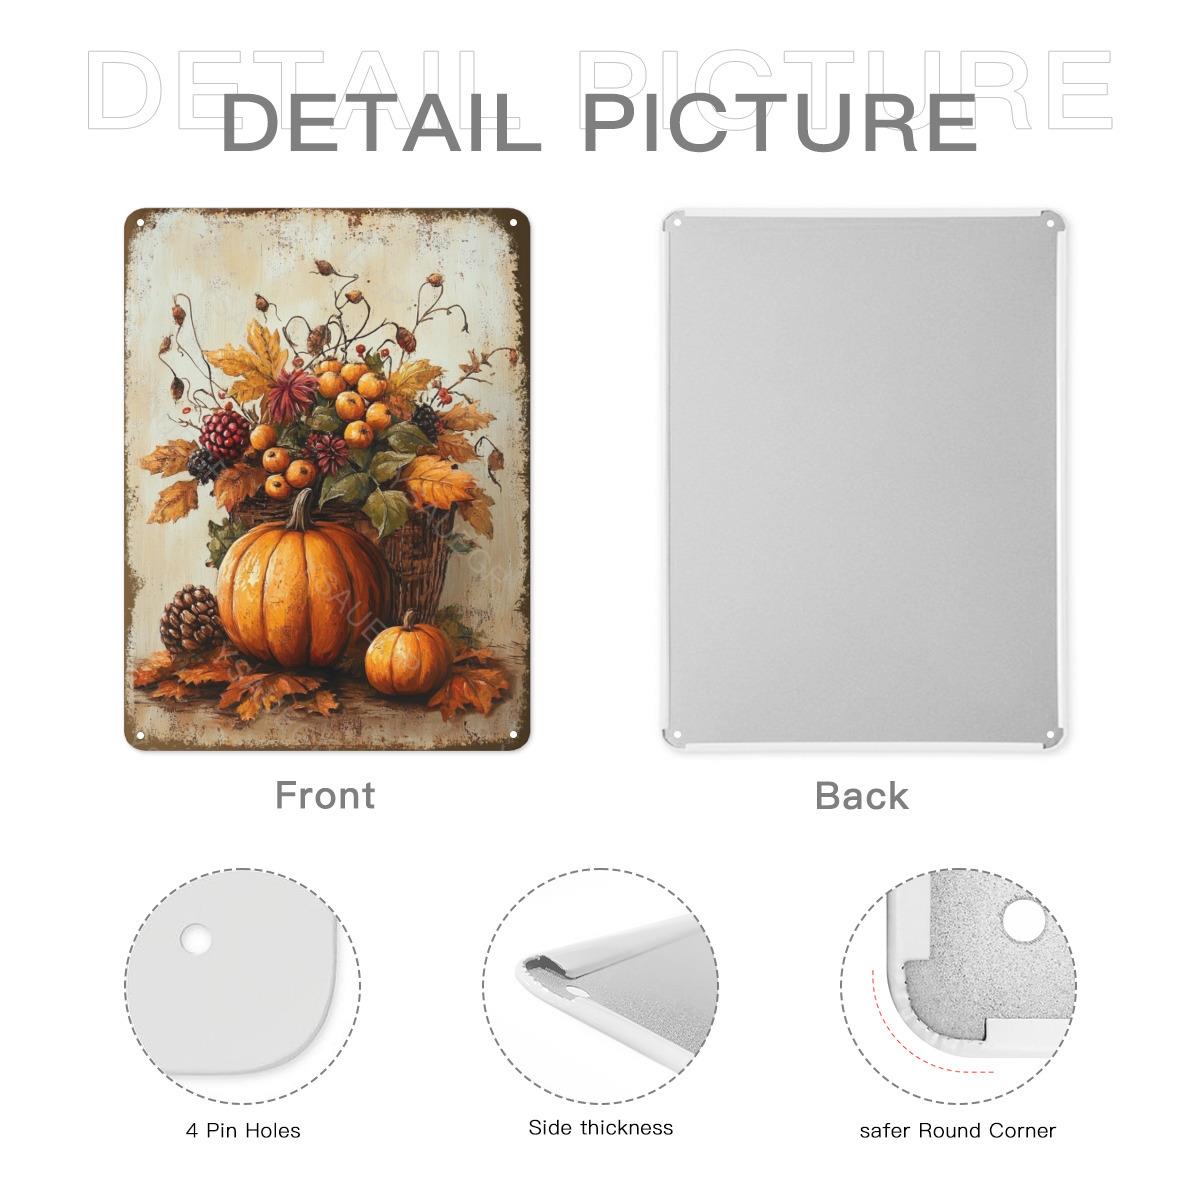 DETAIL PICTURE
DETAIL PICTURE
Front
Back
4 Pin Holes
Side thickness
safer Round Corner